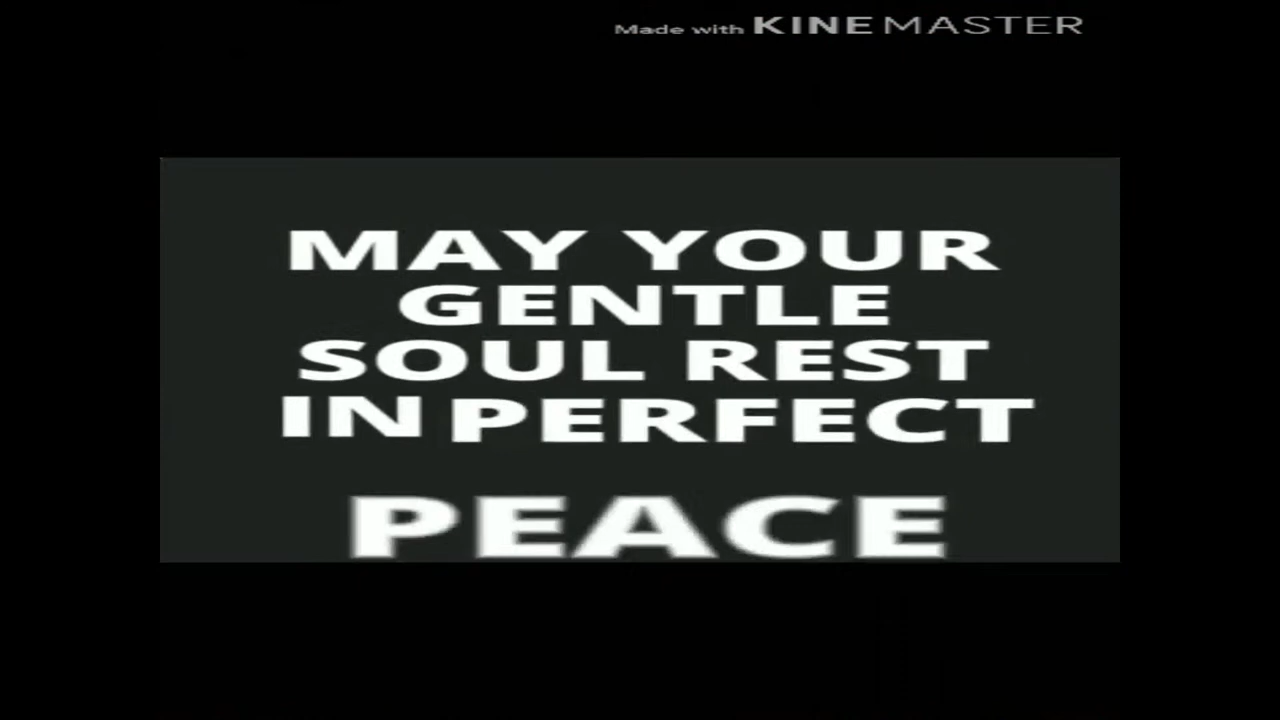 Made with KINEMASTER
MAY YOUR
GENTLE
SOUL REST
IN PERFECT
PEACE